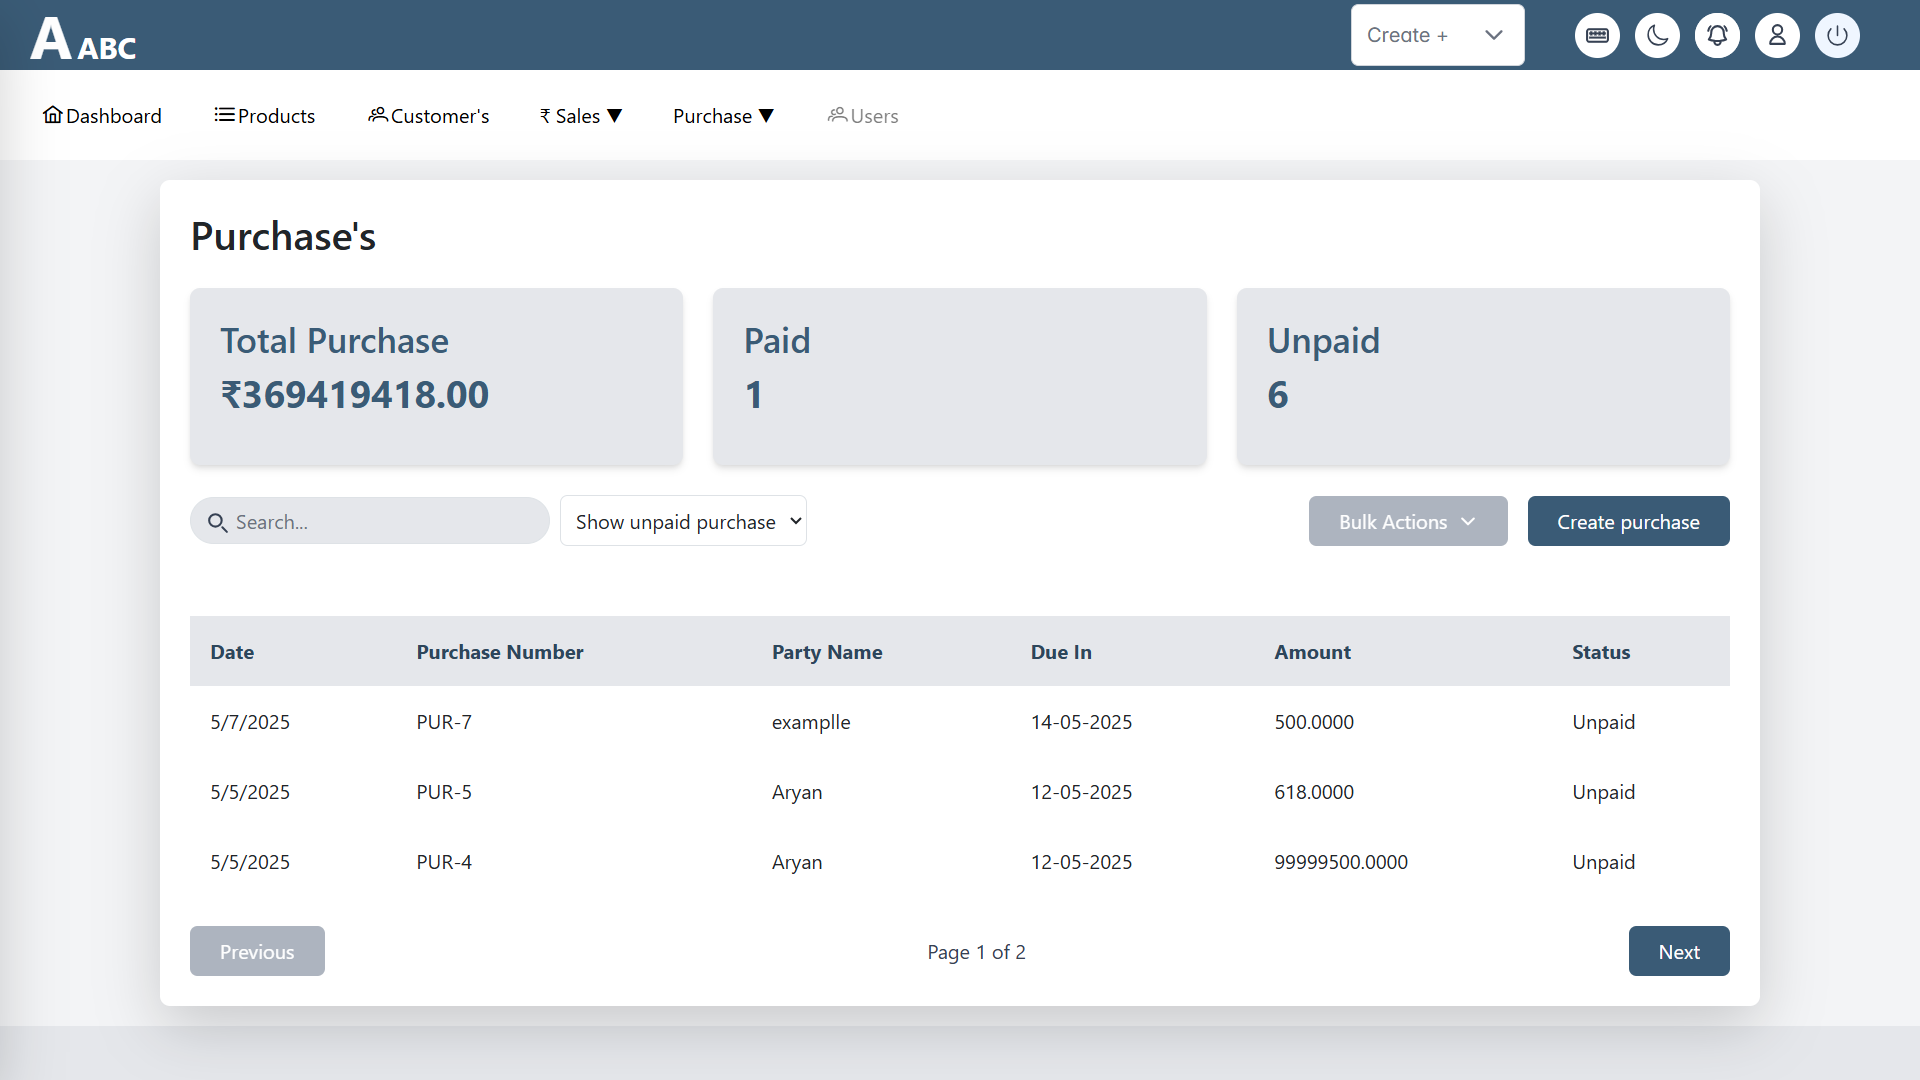 A ABC
Create +
Dashboard
Products
Customer's
₹ Sales ▼
Purchase ▼
Users
Purchase's
Total Purchase
₹369419418.00
Paid
1
Unpaid
6
Search...
Show unpaid purchase
Bulk Actions
Create purchase
Date Purchase Number Party Name Due In Amount Status
5/7/2025 PUR-7 examplle 14-05-2025 500.0000 Unpaid
5/5/2025 PUR-5 Aryan 12-05-2025 618.0000 Unpaid
5/5/2025 PUR-4 Aryan 12-05-2025 99999500.0000 Unpaid
Previous
Page 1 of 2
Next